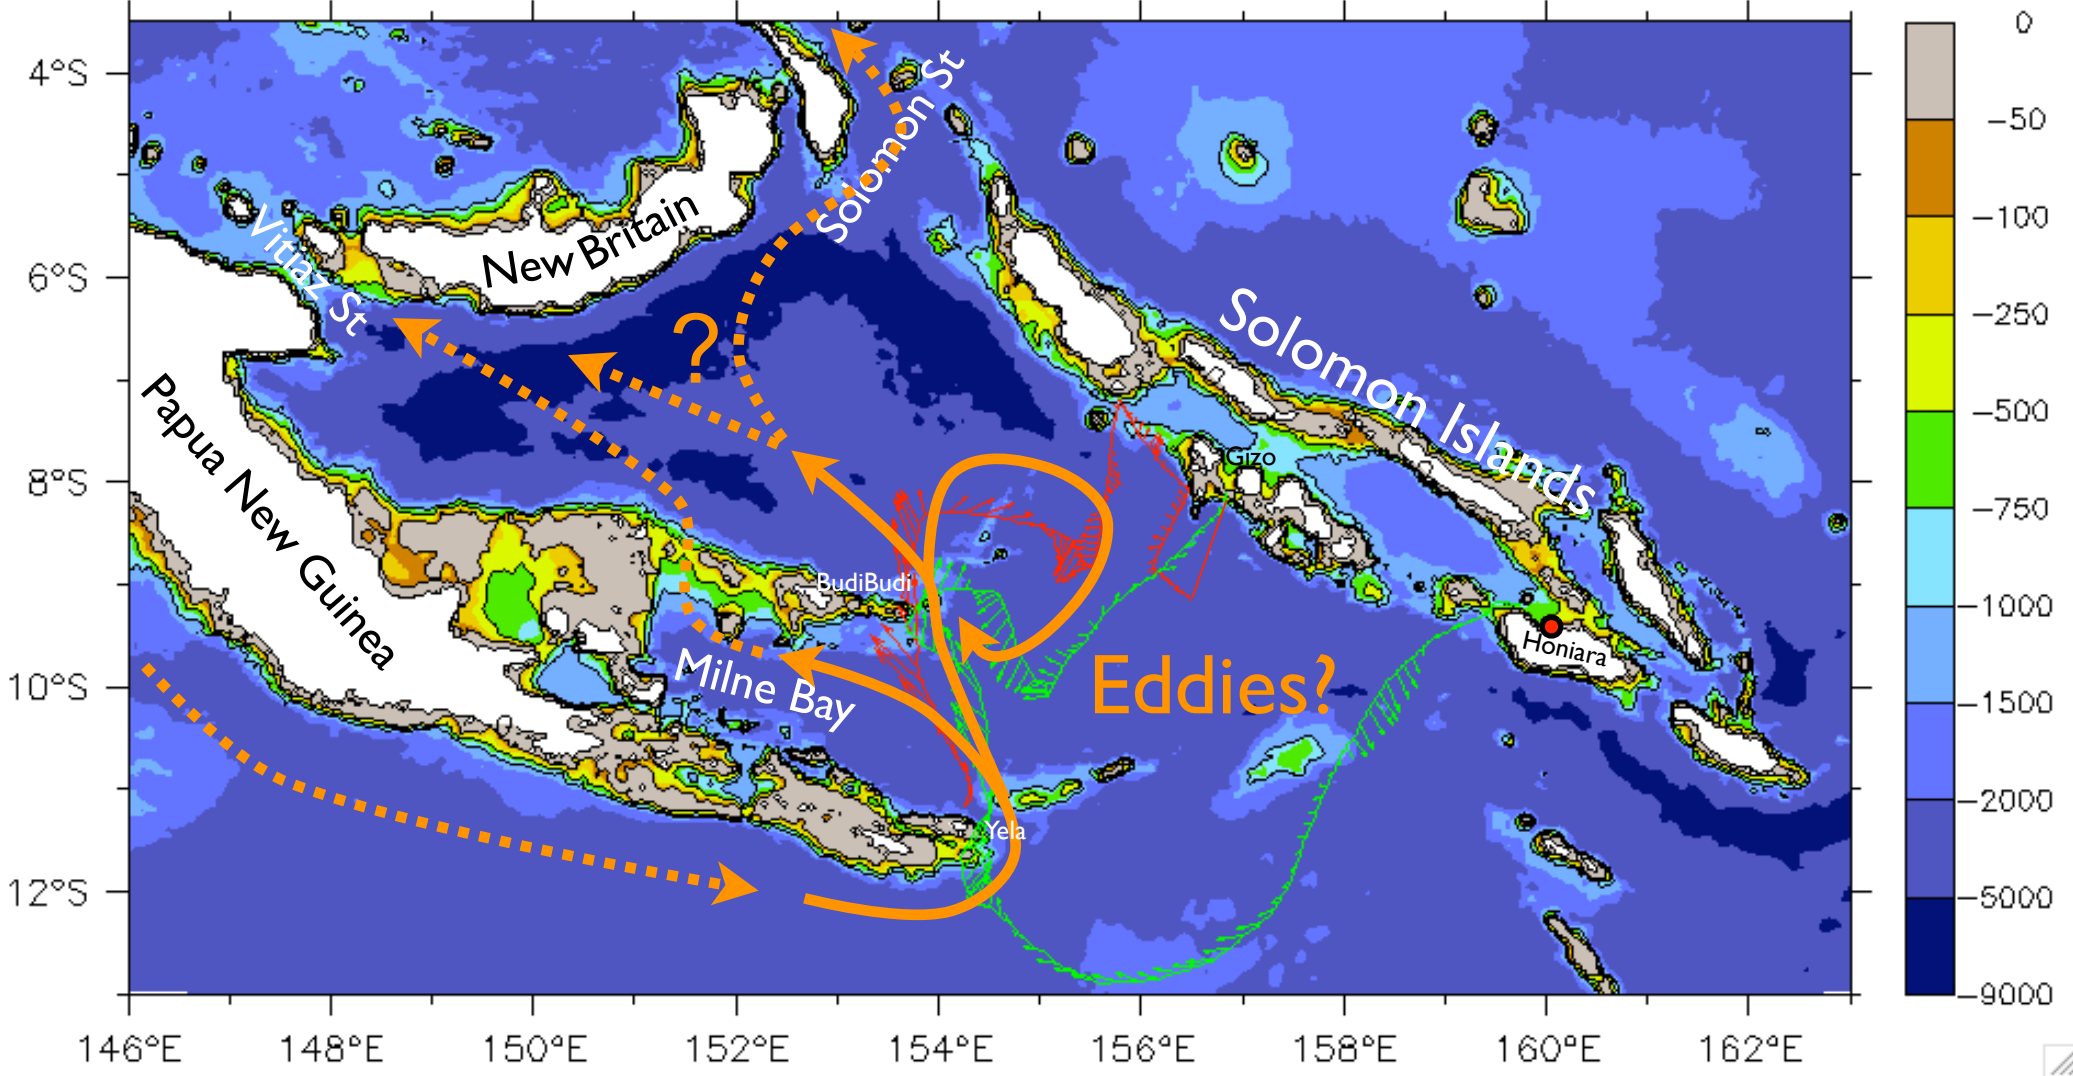 4°S
6°S
8°S
10°S
12°S
146°E
148°E
150°E
152°E
154°E
156°E
158°E
160°E
162°E
Solomon St
Vitiaz St
New Britain
?
Solomon Islands
Papua New Guinea
Gizo
BudiBudi
Milne Bay
Eddies?
Honiara
Yela
0
−50
−100
−250
−500
−750
−1000
−1500
−2000
−5000
−9000